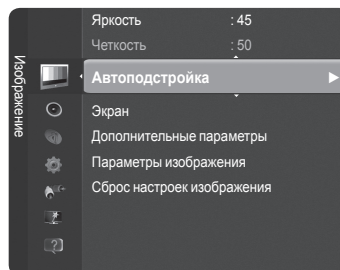 Изображение
Яркость : 45
Четкость : 50
Автоподстройка
Экран
Дополнительные параметры
Параметры изображения
Сброс настроек изображения